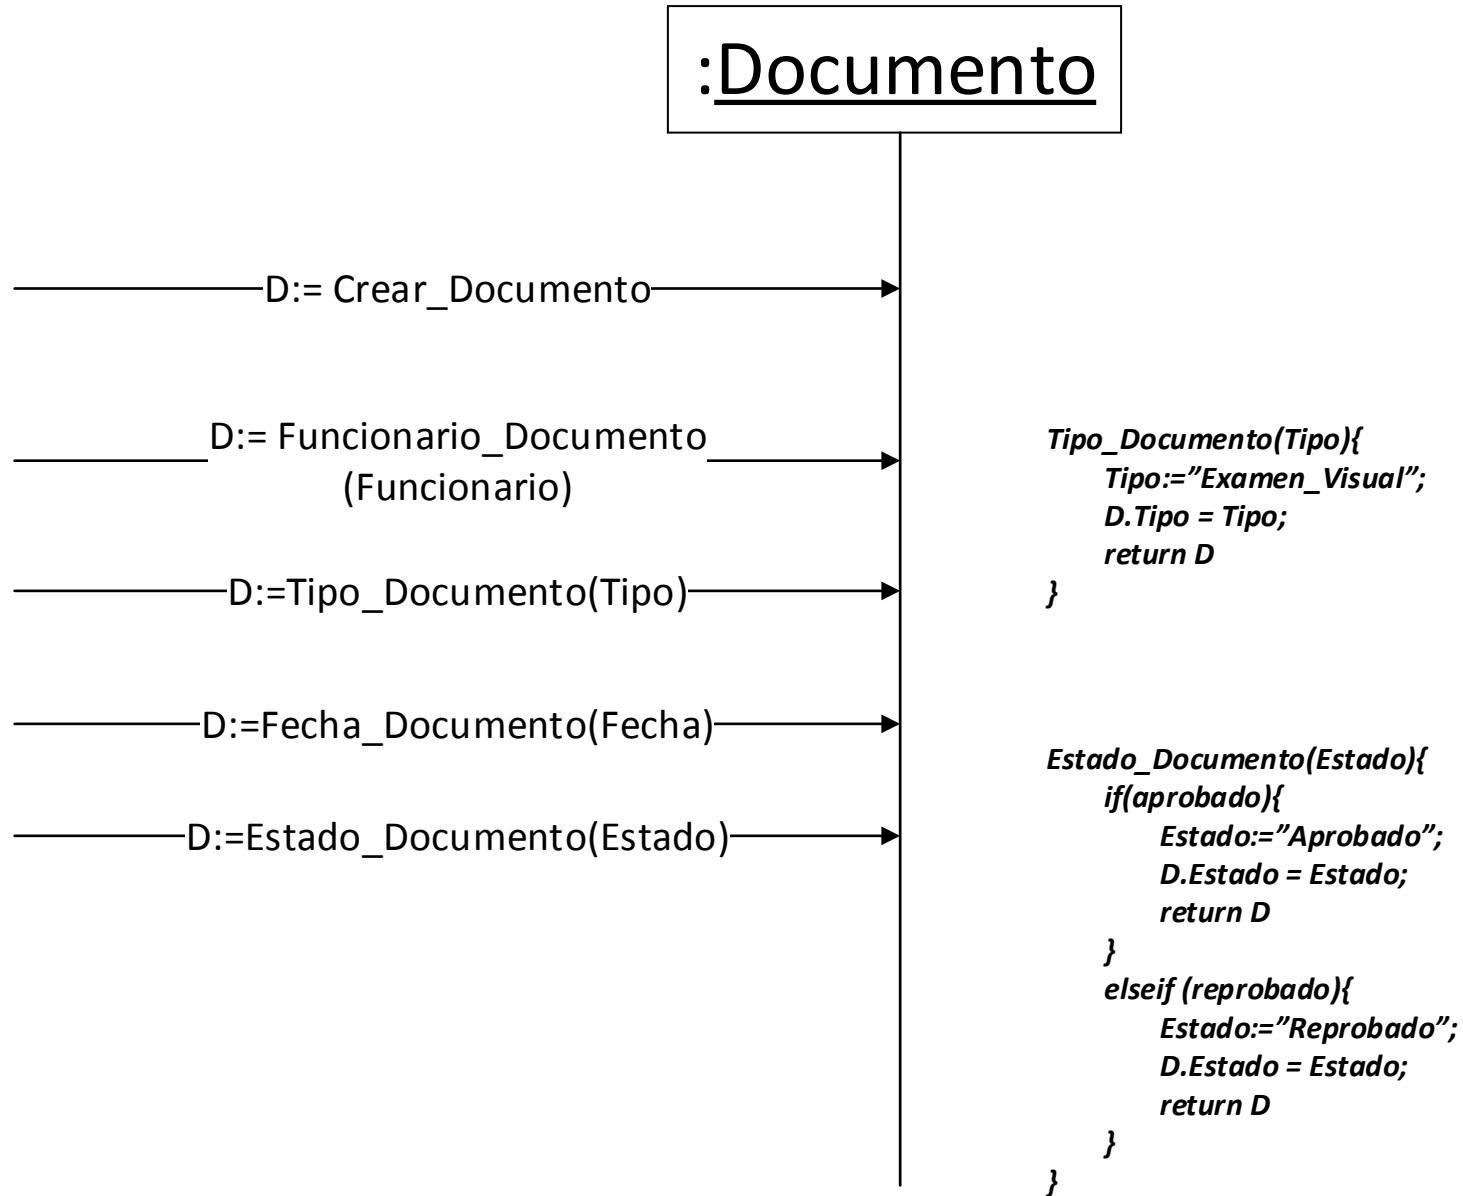 :Documento
D:= Crear_Documento
D:= Funcionario_Documento
(Funcionario)
D:=Tipo_Documento(Tipo)
D:=Fecha_Documento(Fecha)
D:=Estado_Documento(Estado)
Tipo_Documento(Tipo){
Tipo:=”Examen_Visual”;
D.Tipo = Tipo;
return D
}
Estado_Documento(Estado){
if(aprobado){
Estado:=”Aprobado”;
D.Estado = Estado;
return D
}
elseif (reprobado){
Estado:=”Reprobado”;
D.Estado = Estado;
return D
}
}